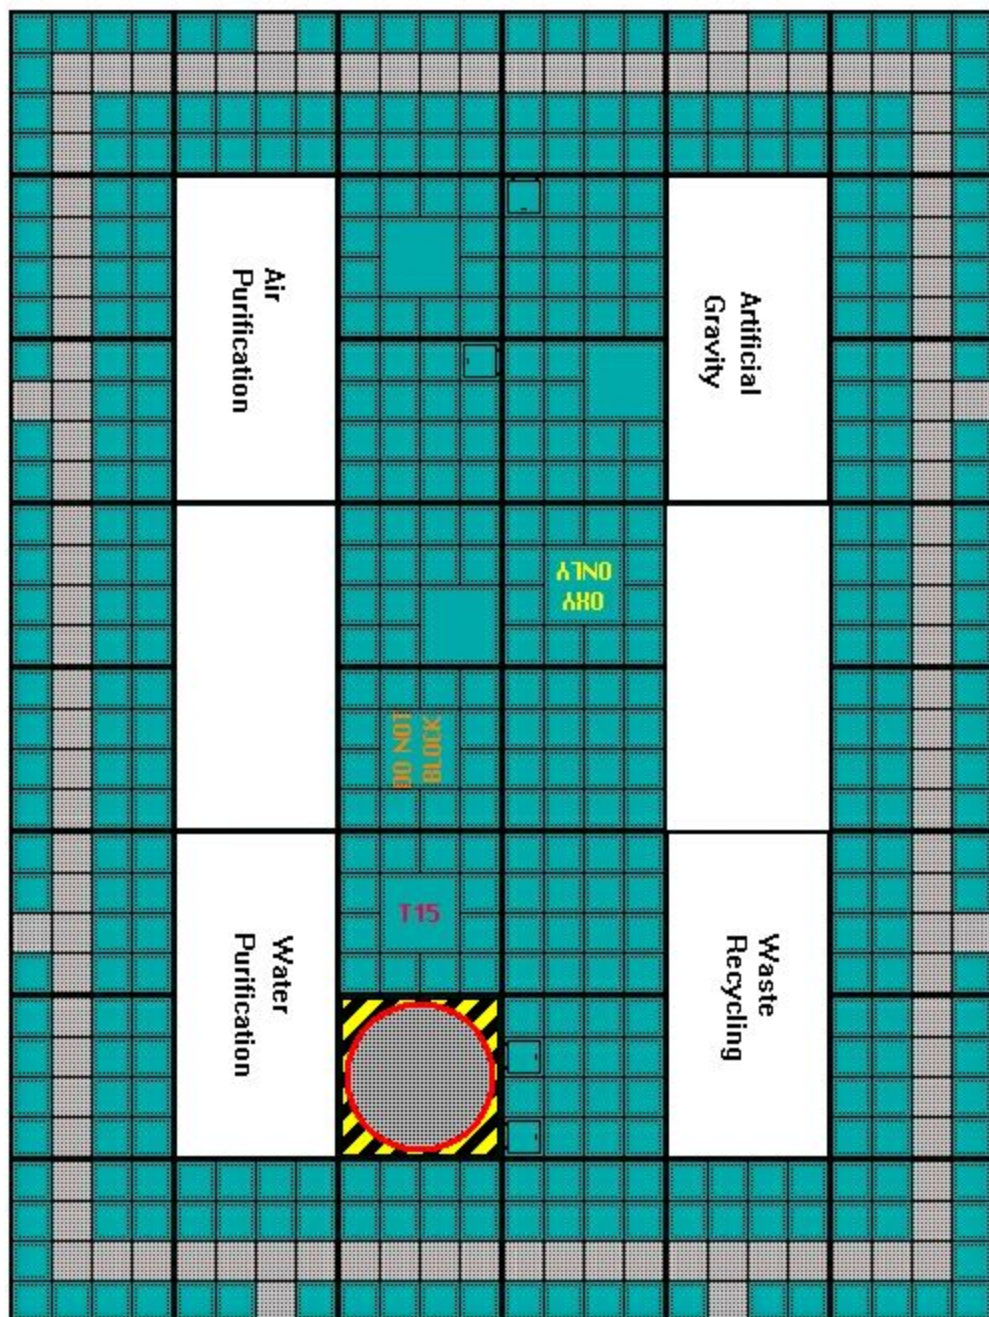 Air
Purification
Artificial
Gravity
OXY
ONLY
DO NOT
BLOCK
T15
Water
Purification
Waste
Recycling